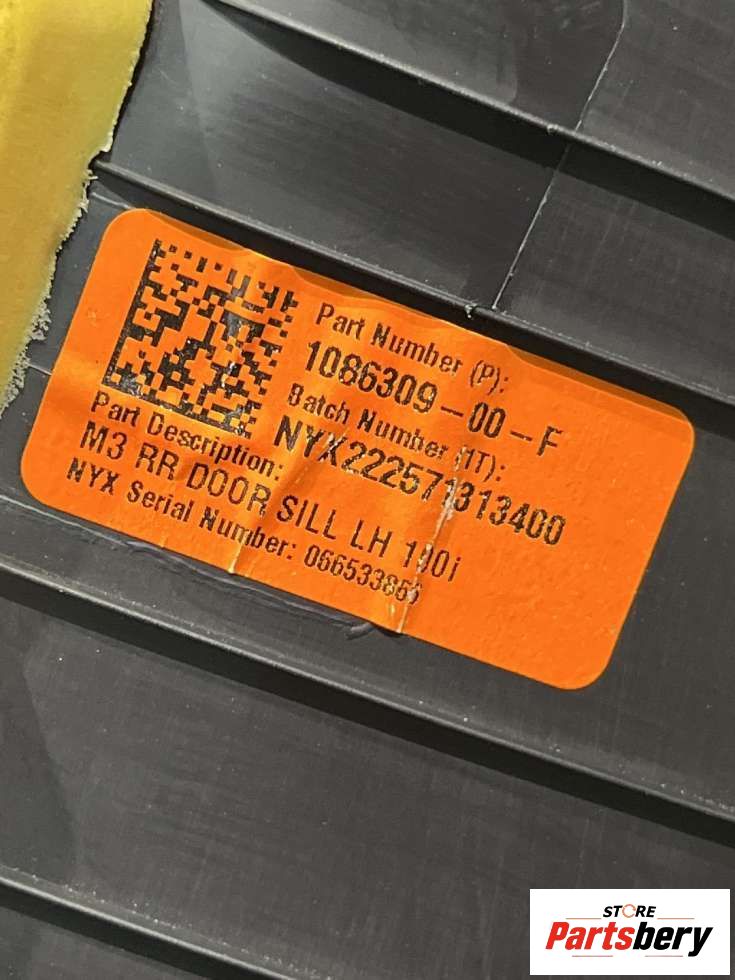 Part Number (P):
1086309-00-F
Batch Number (1T):
NYX222571313400
Part Description:
M3 RR DOOR SILL LH
NYX Serial Number:
STORE
Partsbery